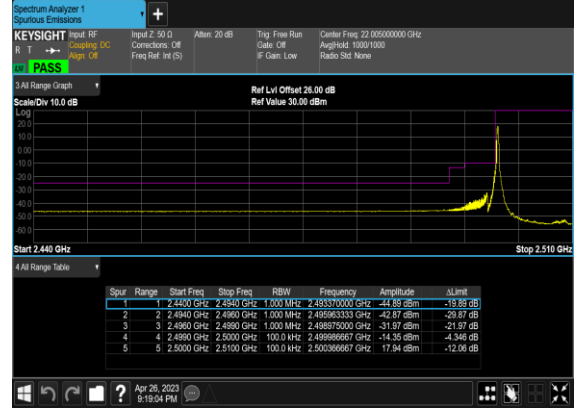 Spectrum Analyzer 1
Spurious Emissions
+
KEYSIGHT Input: RF Input Z: 50 Ω Atten: 20 dB Trig: Free Run Center Freq: 22.005000000 GHz
R T Coupling: DC Corrections: Off Gate: Off Avg|Hold: 1000/1000
Align: Off Freq Ref: Int (S) IF Gain: Low Radio Std: None
PASS
3 All Range Graph
Ref Lvl Offset 26.00 dB
Scale/Div 10.0 dB Ref Value 30.00 dBm
Log
20.0
10.0
0.00
-10.0
-20.0
-30.0
-40.0
-50.0
-60.0
Start 2.440 GHz Stop 2.510 GHz
4 All Range Table
Spur Range Start Freq Stop Freq RBW Frequency Amplitude ΔLimit
1 1 2.4400 GHz 2.4940 GHz 1.000 MHz 2.493370000 GHz -44.89 dBm -19.89 dB
2 2 2.4940 GHz 2.4960 GHz 1.000 MHz 2.495963333 GHz -42.87 dBm -29.87 dB
3 3 2.4960 GHz 2.4990 GHz 1.000 MHz 2.498975000 GHz -31.97 dBm -21.97 dB
4 4 2.4990 GHz 2.5000 GHz 100.0 kHz 2.499986667 GHz -14.35 dBm -4.346 dB
5 5 2.5000 GHz 2.5100 GHz 100.0 kHz 2.500366667 GHz 17.94 dBm -12.06 dB
? Apr 26, 2023
9:19:04 PM